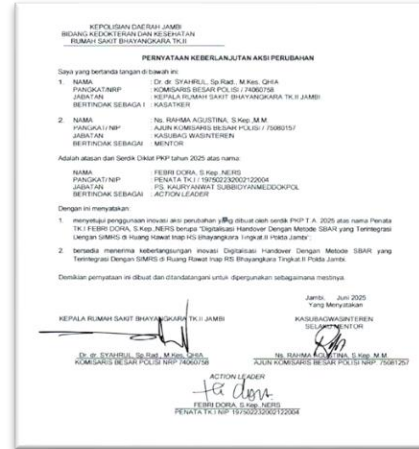 KEPOLISIAN DAERAH JAMBI
BIDANG KEDOKTERAN DAN KESEHATAN
RUMAH SAKIT BHAYANGKARA TK.II
PERNYATAAN KEBERLANJUTAN AKSI PERUBAHAN
Saya yang bertanda tangan di bawah ini:
1. NAMA : Dr. dr. SYAHRUL, Sp.Rad., M.Kes, QHIA
PANGKAT/NRP : KOMISARIS BESAR POLISI / 74060758
JABATAN : KEPALA RUMAH SAKIT BHAYANGKARA TK.II JAMBI
BERTINDAK SEBAGAI : KASATKER
2. NAMA : Ns. RAHMA AGUSTINA, S.Kep.,M.M.
PANGKAT/NRP : AJUN KOMISARIS BESAR POLISI /
JABATAN : KASUBAG WASINTEREN
BERTINDAK SEBAGAI : MENTOR
Adalah atasan dari Serdik Diklat PKP tahun 2025 atas nama:
NAMA : FEBRI DORA, S.Kep.,NERS
PANGKAT/NIP : PENATA TK.I / 197502232002122004
JABATAN : PS. KAURYANWAT SUBBIDYANMEDDOKPOL
BERTINDAK SEBAGAI : ACTION LEADER
Dengan ini menyatakan:
1. menyetujui penggunaan inovasi aksi perubahan yang dibuat oleh serdik PKP T.A. 2025 atas nama Penata
TK.I FEBRI DORA, S.Kep.,NERS berupa "Digitalisasi Handover Dengan Metode SBAR yang Terintegrasi
Dengan SIMRS di Ruang Rawat Inap RS Bhayangkara Tingkat.II Polda Jambi";
2. bersedia menerima keberlangsungan inovasi Digitalisasi Handover Dengan Metode SBAR yang
Terintegrasi Dengan SIMRS di Ruang Rawat Inap RS Bhayangkara Tingkat.II Polda Jambi.
Demikian pernyataan ini dibuat dan ditandatangani untuk dipergunakan sebagaimana mestinya.
Jambi, Juni 2025
Yang Menyatakan
KEPALA RUMAH SAKIT BHAYANGKARA TK.II JAMBI
KASUBAGWASINTEREN
SELAKU MENTOR
Dr. dr. SYAHRUL, Sp.Rad., M.Kes, QHIA
KOMISARIS BESAR POLISI NRP 74060758
Ns. RAHMA AGUSTINA, S.Kep, M.M.
AJUN KOMISARIS BESAR POLISI NRP
ACTION LEADER
FEBRI DORA, S.Kep, NERS
PENATA TK.I NIP 197502232002122004